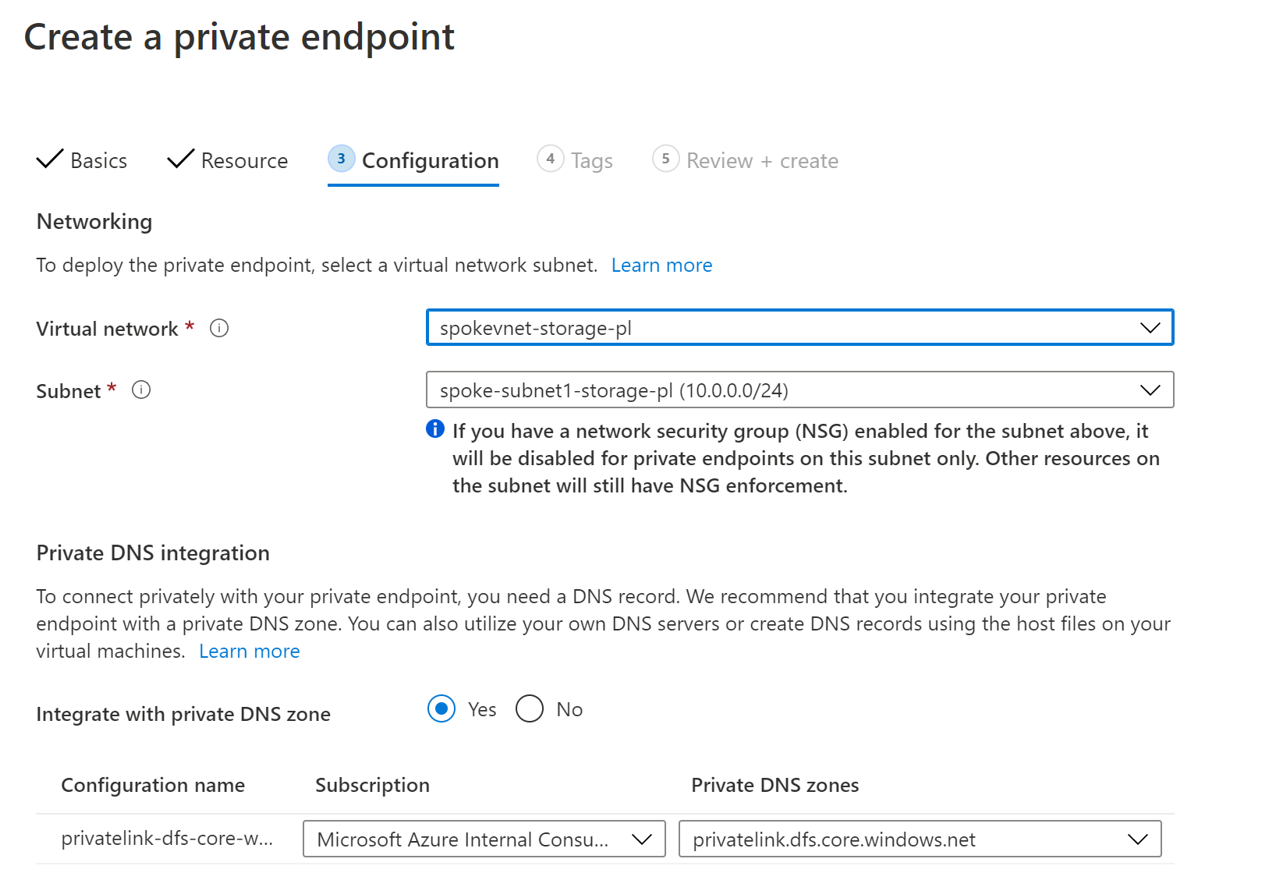 Create a private endpoint
Basics Resource 3 Configuration 4 Tags 5 Review + create
Networking
To deploy the private endpoint, select a virtual network subnet. Learn more
Virtual network * spokevnet-storage-pl
Subnet * spoke-subnet1-storage-pl (10.0.0.0/24)
If you have a network security group (NSG) enabled for the subnet above, it
will be disabled for private endpoints on this subnet only. Other resources on
the subnet will still have NSG enforcement.
Private DNS integration
To connect privately with your private endpoint, you need a DNS record. We recommend that you integrate your private
endpoint with a private DNS zone. You can also utilize your own DNS servers or create DNS records using the host files on your
virtual machines. Learn more
Integrate with private DNS zone Yes No
Configuration name Subscription Private DNS zones
privatelink-dfs-core-w... Microsoft Azure Internal Consu... privatelink.dfs.core.windows.net